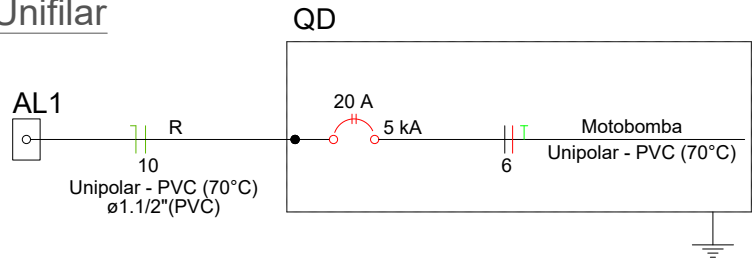 Unifilar
QD
AL1
R
10
Unipolar - PVC (70°C)
ø1.1/2"(PVC)
20 A
5 kA
6
T
Motobomba
Unipolar - PVC (70°C)